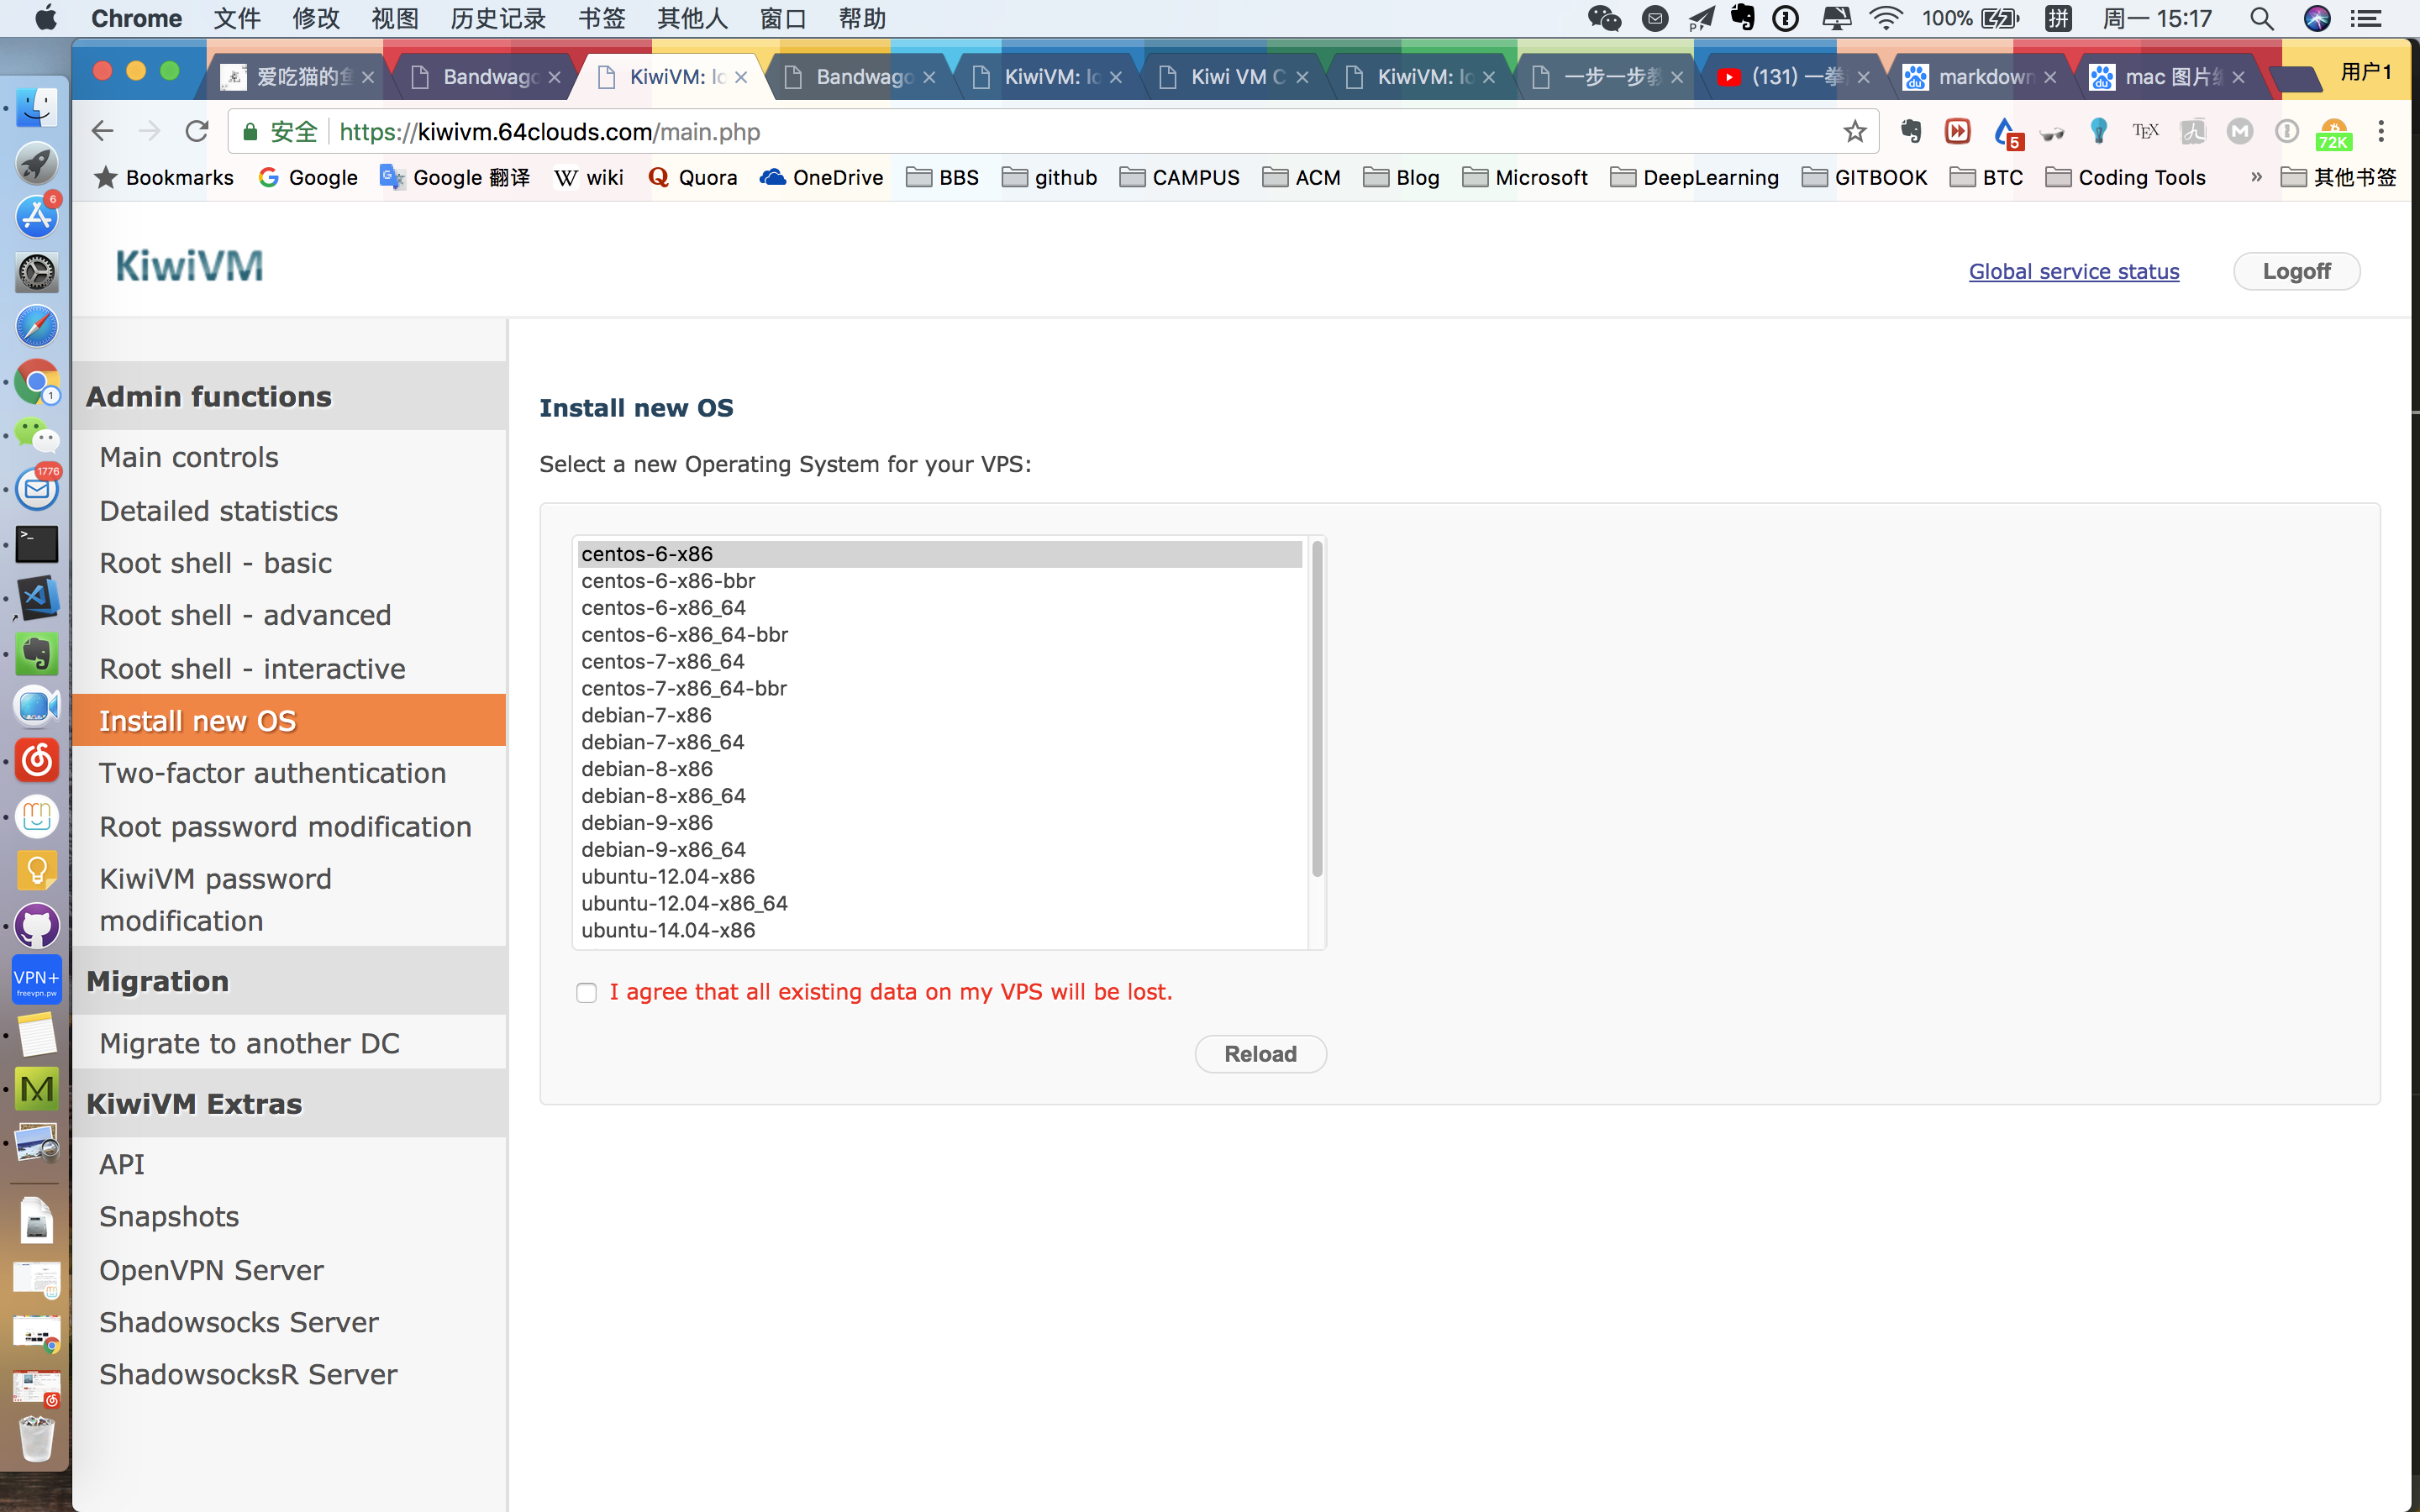 Chrome 文件 修改 视图 历史记录 书签 其他人 窗口 帮助 100% 拼 周一 15:17
爱吃猫的 Bandwago KiwiVM: lo Bandwago KiwiVM: lo Kiwi VM C KiwiVM: lo 一步一步教 (131) 一拳 markdown mac 图片 用户1
安全 https://kiwivm.64clouds.com/main.php TEX 5 72K
Bookmarks Google Google 翻译 wiki Quora OneDrive BBS github CAMPUS ACM Blog Microsoft DeepLearning GITBOOK BTC Coding Tools » 其他书签
KiwiVM
Global service status
Logoff
Admin functions
Main controls
Detailed statistics
Root shell - basic
Root shell - advanced
Root shell - interactive
Install new OS
Two-factor authentication
Root password modification
KiwiVM password
modification
Migration
Migrate to another DC
KiwiVM Extras
API
Snapshots
OpenVPN Server
Shadowsocks Server
ShadowsocksR Server
Install new OS
Select a new Operating System for your VPS:
centos-6-x86
centos-6-x86-bbr
centos-6-x86_64
centos-6-x86_64-bbr
centos-7-x86_64
centos-7-x86_64-bbr
debian-7-x86
debian-7-x86_64
debian-8-x86
debian-8-x86_64
debian-9-x86
debian-9-x86_64
ubuntu-12.04-x86
ubuntu-12.04-x86_64
ubuntu-14.04-x86
I agree that all existing data on my VPS will be lost.
Reload
6
1
1776
VPN+
freevpn.pw